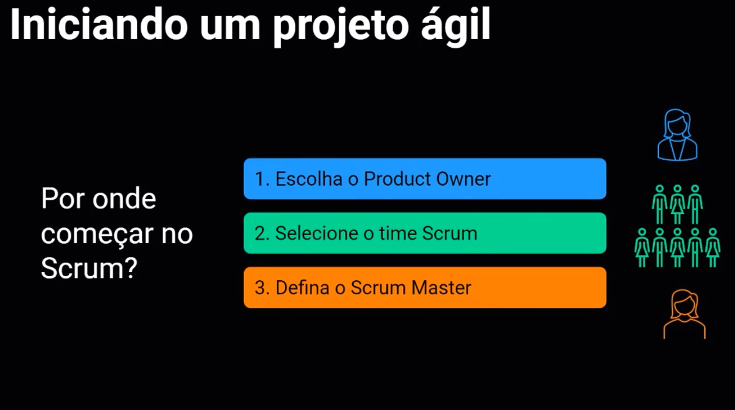 Iniciando um projeto ágil
Por onde
começar no
Scrum?
1. Escolha o Product Owner
2. Selecione o time Scrum
3. Defina o Scrum Master